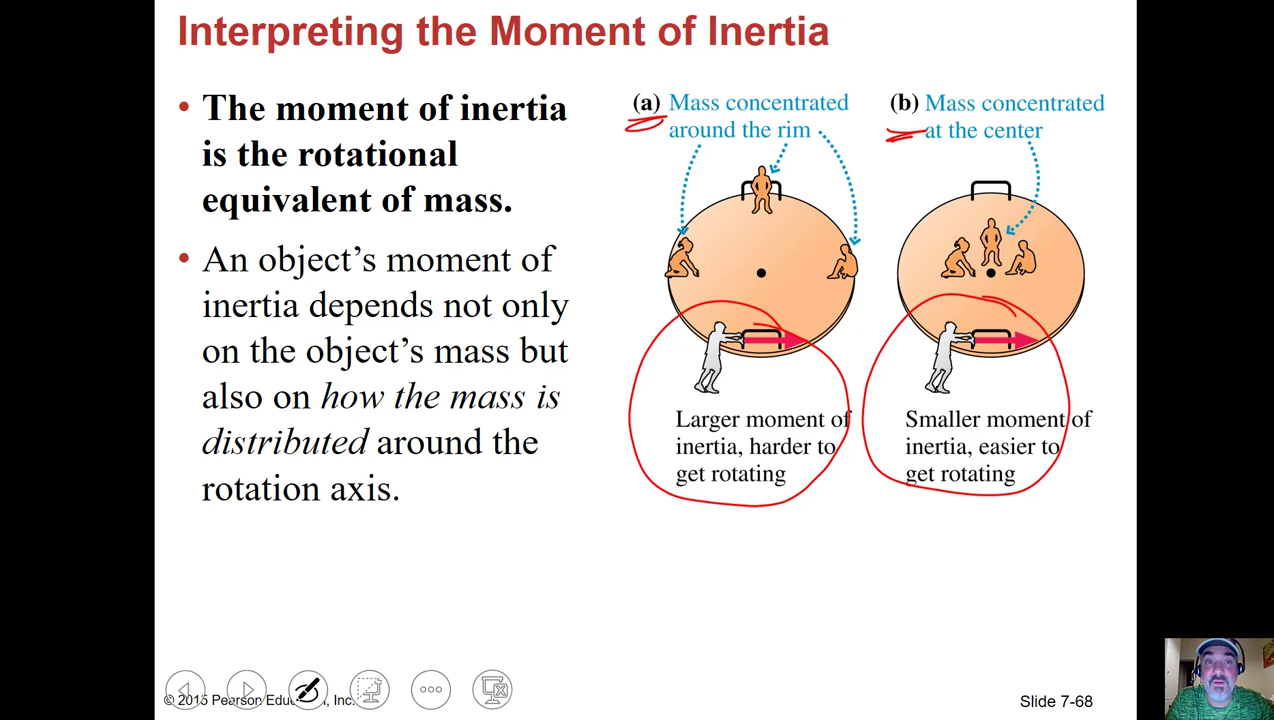 Interpreting the Moment of Inertia
• The moment of inertia
is the rotational
equivalent of mass.
• An object’s moment of
inertia depends not only
on the object’s mass but
also on how the mass is
distributed around the
rotation axis.
(a) Mass concentrated
around the rim
Larger moment of
inertia, harder to
get rotating
(b) Mass concentrated
at the center
Smaller moment of
inertia, easier to
get rotating
Inc.
Slide 7-68